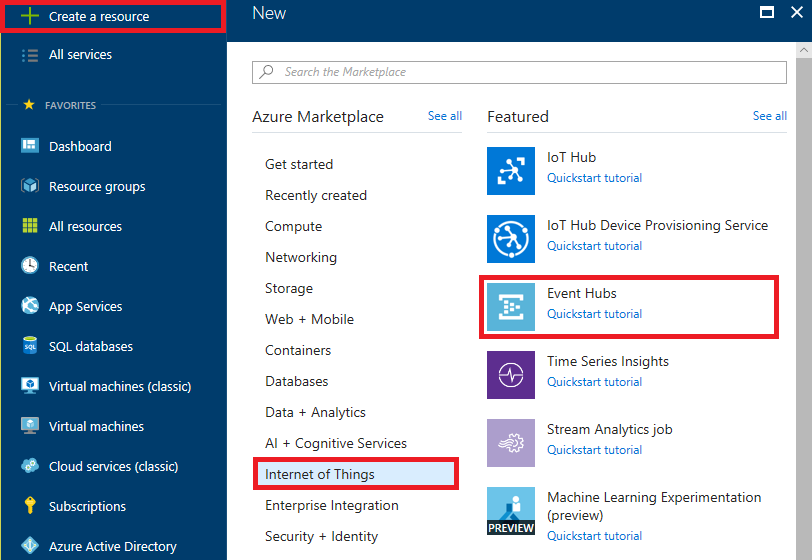 Create a resource
All services
FAVORITES
Dashboard
Resource groups
All resources
Recent
App Services
SQL databases
SQL
Virtual machines (classic)
Virtual machines
Cloud services (classic)
Subscriptions
Azure Active Directory
New
Search the Marketplace
Azure Marketplace
See all
Get started
Recently created
Compute
Networking
Storage
Web + Mobile
Containers
Databases
Data + Analytics
AI + Cognitive Services
Internet of Things
Enterprise Integration
Security + Identity
Featured
See all
IoT Hub
Quickstart tutorial
IoT Hub Device Provisioning Service
Quickstart tutorial
Event Hubs
Quickstart tutorial
Time Series Insights
Quickstart tutorial
Stream Analytics job
Quickstart tutorial
PREVIEW
Machine Learning Experimentation
(preview)
Quickstart tutorial